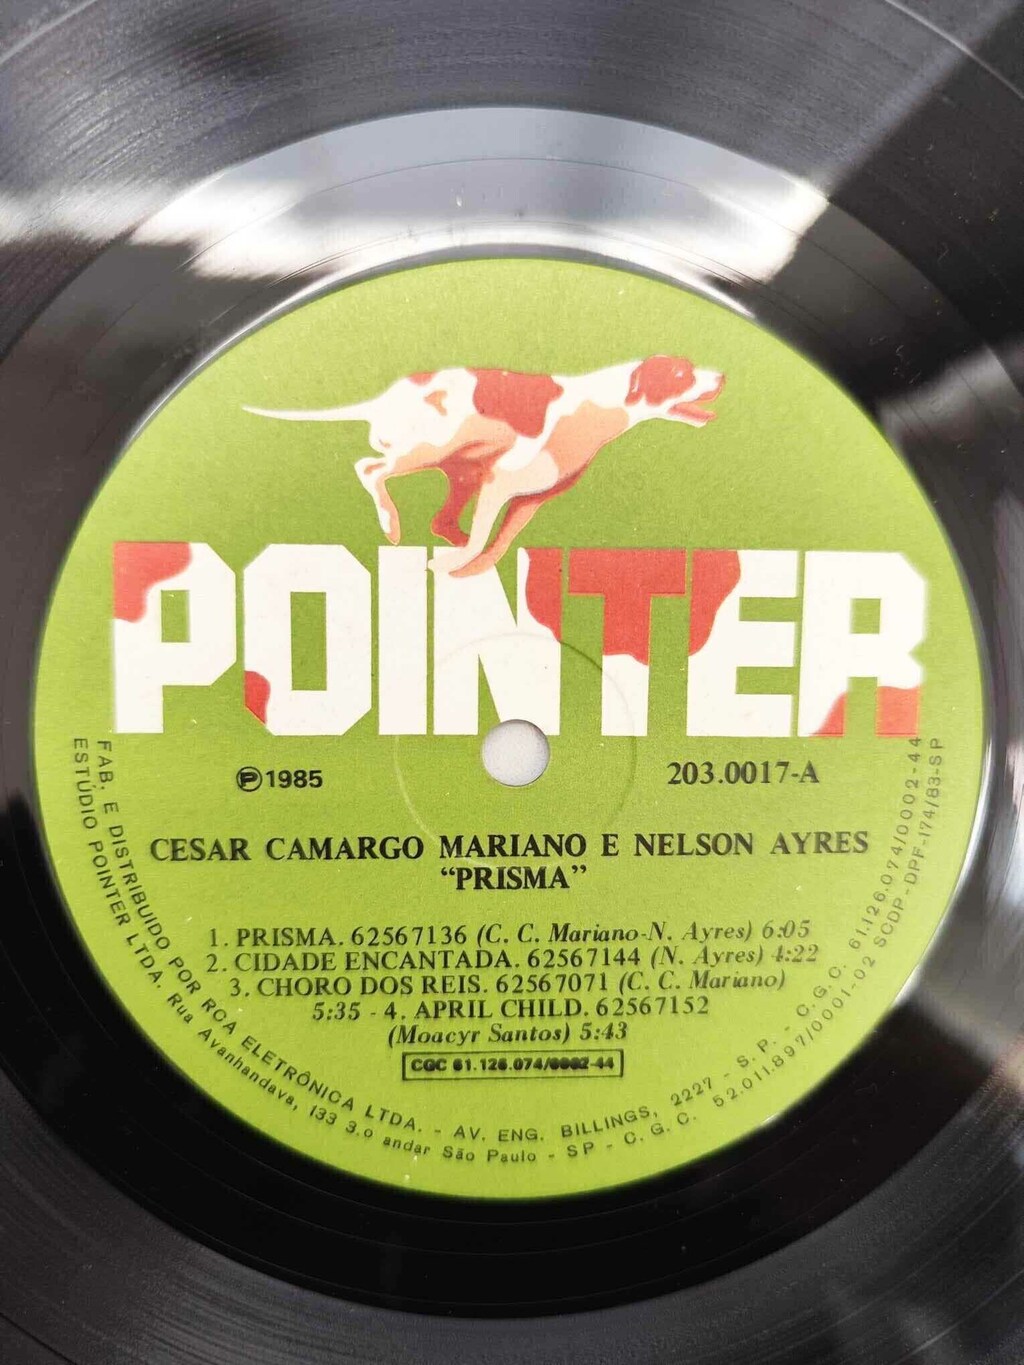 POINTER
℗1985
203.0017-A
CESAR CAMARGO MARIANO E NELSON AYRES
“PRISMA”
1. PRISMA. 62567136 (C. C. Mariano-N. Ayres) 6:05
2. CIDADE ENCANTADA. 62567144 (N. Ayres) 4:22
3. CHORO DOS REIS. 62567071 (C. C. Mariano)
5:35 - 4. APRIL CHILD. 62567152
(Moacyr Santos) 5:43
CGC 61.126.074/0002-44
FAB. E DISTRIBUIDO POR RCA ELETRÔNICA LTDA. - AV. ENG. BILLINGS, 2227 - S. P. - C. G. C. 61.126.074/0002-44
ESTÚDIO POINTER LTDA. Rua Avanhandava, 133 3.o andar São Paulo - SP - C. G. C. 52.011.897/0001-02 SCDP-DPF-174/83-SP